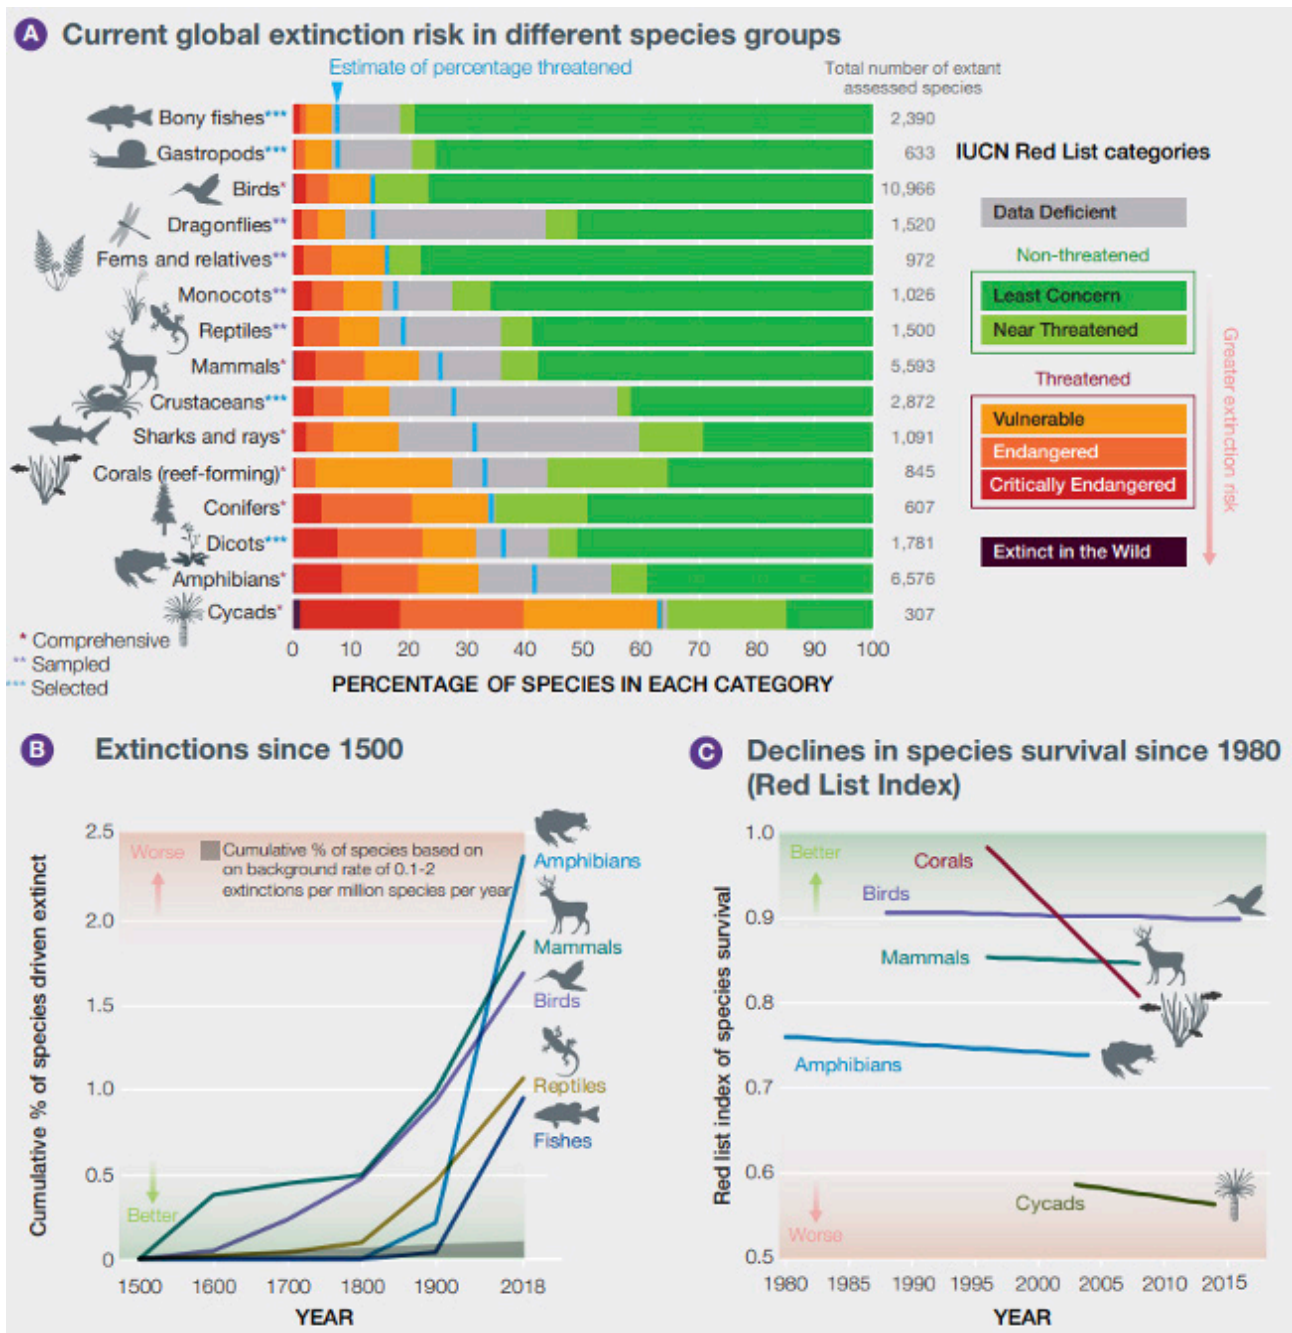 A Current global extinction risk in different species groups
Estimate of percentage threatened
Total number of extant
assessed species
Bony fishes*** 2,390
Gastropods*** 633
Birds* 10,966
Dragonflies** 1,520
Ferns and relatives** 972
Monocots** 1,026
Reptiles** 1,500
Mammals* 5,593
Crustaceans*** 2,872
Sharks and rays* 1,091
Corals (reef-forming)* 845
Conifers* 607
Dicots*** 1,781
Amphibians* 6,576
Cycads* 307
0 10 20 30 40 50 60 70 80 90 100
PERCENTAGE OF SPECIES IN EACH CATEGORY
* Comprehensive
** Sampled
*** Selected
IUCN Red List categories
Data Deficient
Non-threatened
Least Concern
Near Threatened
Threatened
Vulnerable
Endangered
Critically Endangered
Extinct in the Wild
Greater extinction risk
B Extinctions since 1500
Cumulative % of species driven extinct
2.5
2.0
1.5
1.0
0.5
0
Worse
Cumulative % of species based on
on background rate of 0.1-2
extinctions per million species per year
Amphibians
Mammals
Birds
Reptiles
Fishes
Better
1500 1600 1700 1800 1900 2018
YEAR
C Declines in species survival since 1980
(Red List Index)
Red list index of species survival
1.0
0.9
0.8
0.7
0.6
0.5
Better
Corals
Birds
Mammals
Amphibians
Cycads
Worse
1980 1985 1990 1995 2000 2005 2010 2015
YEAR